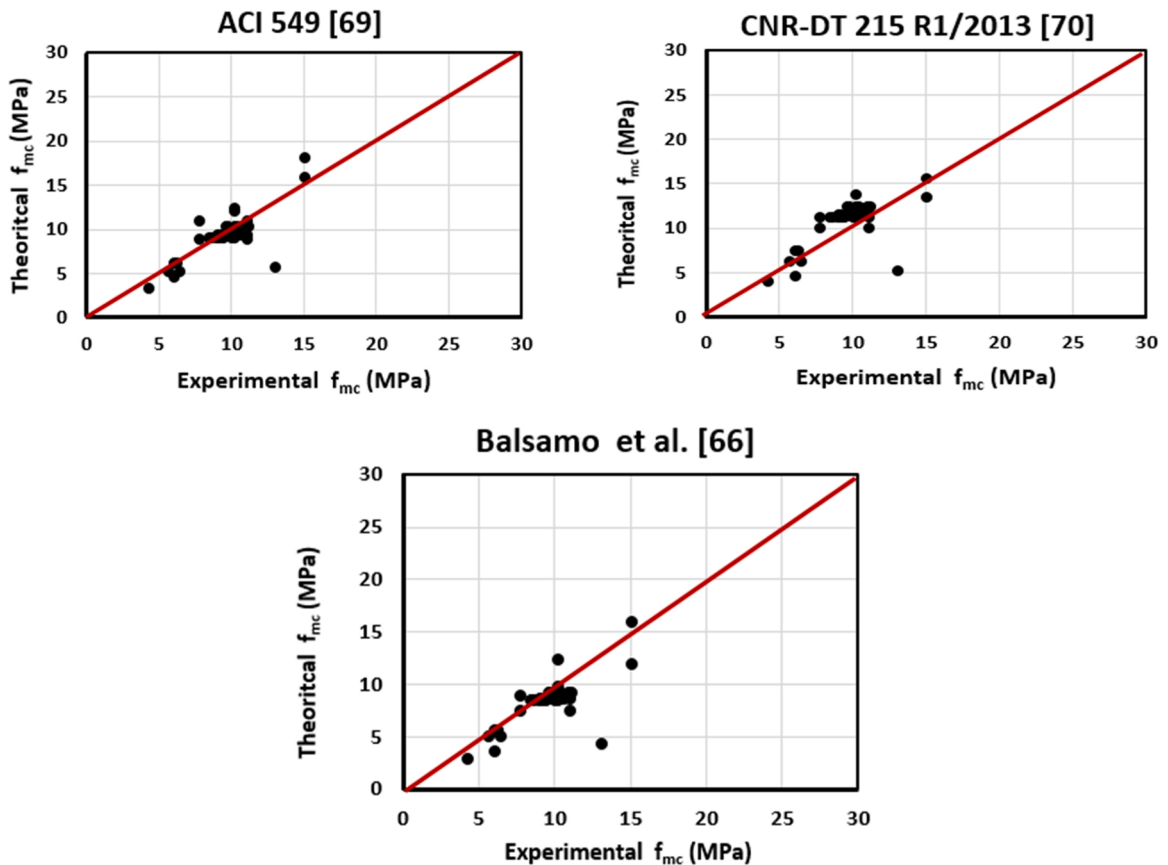 ACI 549 [69]
30
25
20
15
10
5
0
Theoritcal fmc (MPa)
0 5 10 15 20 25 30
Experimental fmc (MPa)
CNR-DT 215 R1/2013 [70]
30
25
20
15
10
5
0
Theoritcal fmc (MPa)
0 5 10 15 20 25 30
Experimental fmc (MPa)
Balsamo et al. [66]
30
25
20
15
10
5
0
Theoritcal fmc (MPa)
0 5 10 15 20 25 30
Experimental fmc (MPa)